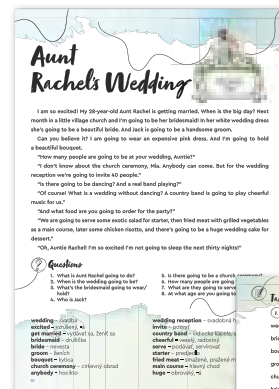 Aunt
Rachel's Wedding
I am so excited! My 28-year-old Aunt Rachel is getting married. When is the big day? Next
month in a little village church and I'm going to be her bridesmaid! In her white wedding dress
she's going to be a beautiful bride. And Jack is going to be a handsome groom.
Can you believe it? I am going to wear an expensive pink dress. And I'm going to hold
a beautiful bouquet.
"How many people are going to be at your wedding, Auntie?"
"I don't know about the church ceremony, Mia. Anybody can come. But for the wedding
reception we're going to invite 40 people."
"Is there going to be dancing? And a real band playing?"
"Of course! What is a wedding without dancing? A country band is going to play cheerful
music for us."
"And what food are you going to order for the party?"
"We are going to serve some exotic salad for starter, then fried meat with grilled vegetables
as a main course, later some chicken risotto, and there's going to be a huge wedding cake for
dessert."
"Oh, Auntie Rachel! I'm so excited I'm not going to sleep the next thirty nights!"
Questions
1. What is Aunt Rachel going to do?
2. When is the wedding going to be?
3. What's the bridesmaid going to wear/
hold?
4. Who is Jack?
5. Is there going to be a church
6. How many people are going
7. What are they going to serve
8. At what age are you going to
wedding – svadba
excited – vzrušený,
get married – vydávať sa, ženiť sa
bridesmaid – družička
bride – nevesta
groom – ženích
bouquet – kytica
church ceremony – cirkevný obrad
anybody – hocikto
wedding reception – svadobná
invite – pozvať
country band – kapela
cheerful – veselý, radostný
serve – podávať, servírovať
starter – predjedlo
fried meat – smažené, pražené
main course – hlavný chod
huge – obrovský,